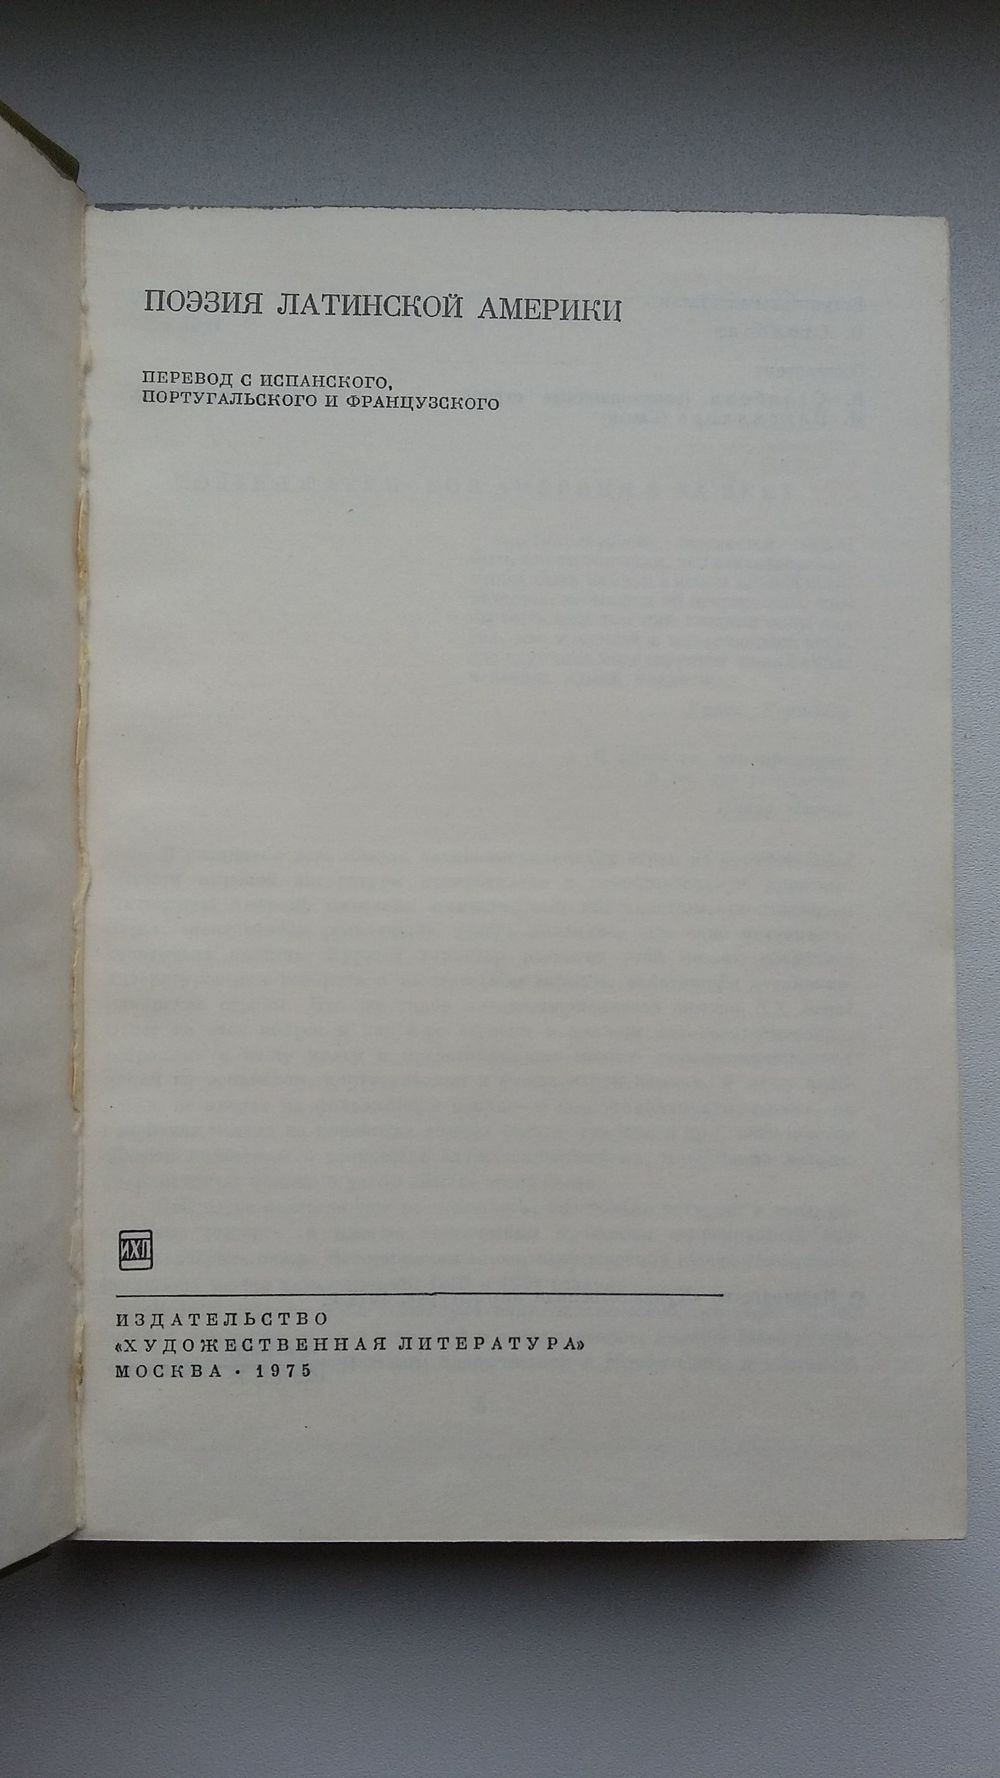 ПОЭЗИЯ ЛАТИНСКОЙ АМЕРИКИ
ПЕРЕВОД С ИСПАНСКОГО,
ПОРТУГАЛЬСКОГО И ФРАНЦУЗСКОГО
ИХЛ
ИЗДАТЕЛЬСТВО
«ХУДОЖЕСТВЕННАЯ ЛИТЕРАТУРА»
МОСКВА · 1975